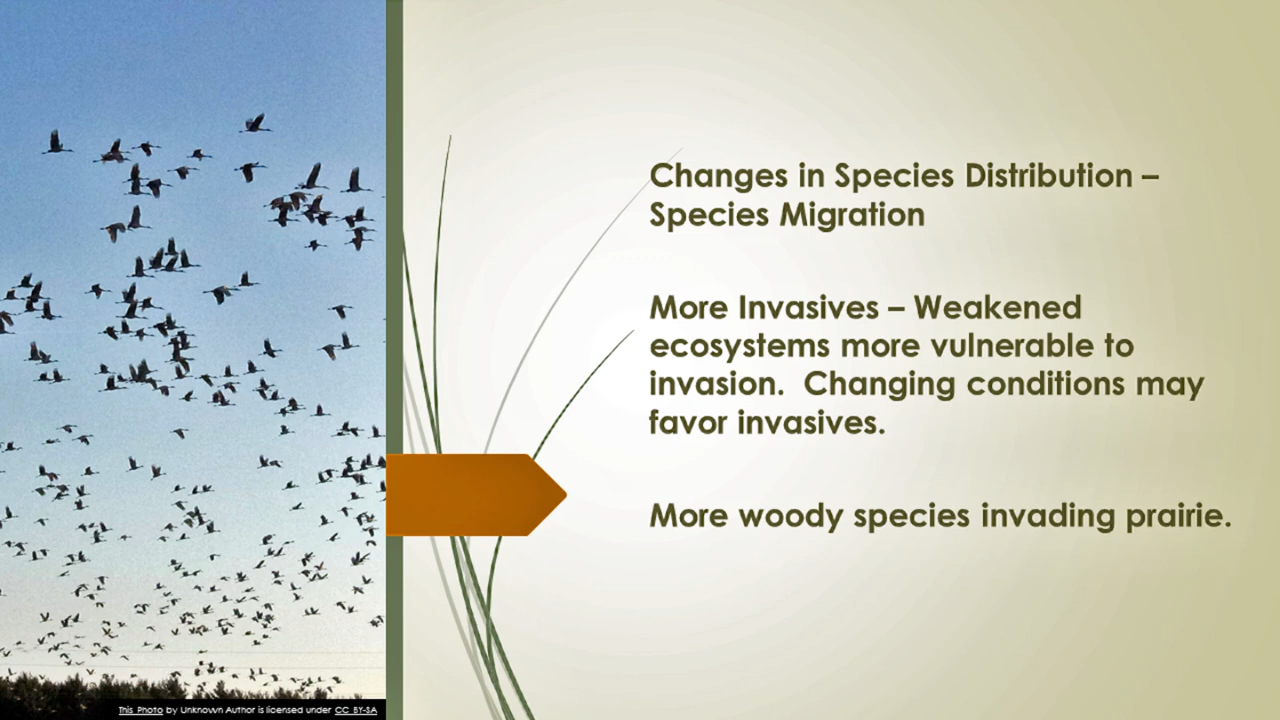 Changes in Species Distribution –
Species Migration
More Invasives – Weakened
ecosystems more vulnerable to
invasion.  Changing conditions may
favor invasives.
More woody species invading prairie.
This Photo by Unknown Author is licensed under CC BY-SA